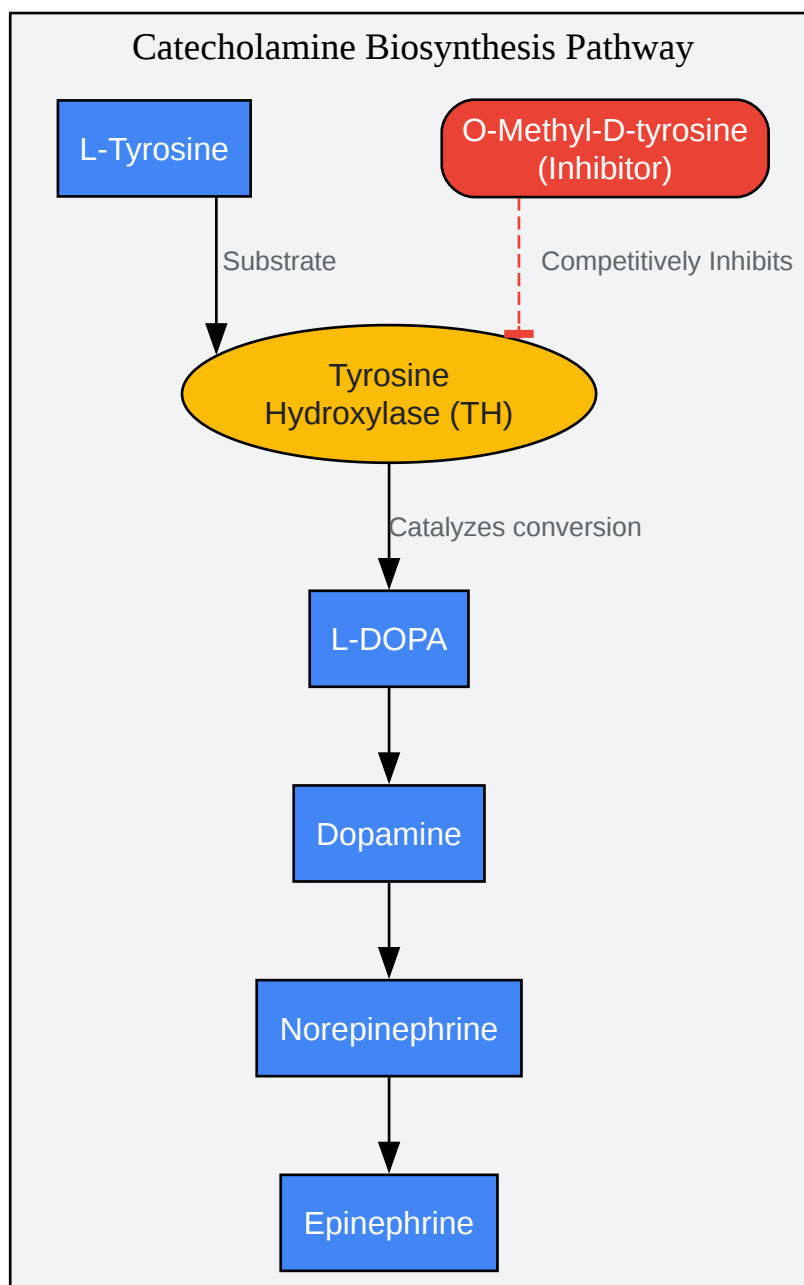 Catecholamine Biosynthesis Pathway
L-Tyrosine
O-Methyl-D-tyrosine
(Inhibitor)
Substrate
Competitively Inhibits
Tyrosine
Hydroxylase (TH)
Catalyzes conversion
L-DOPA
Dopamine
Norepinephrine
Epinephrine